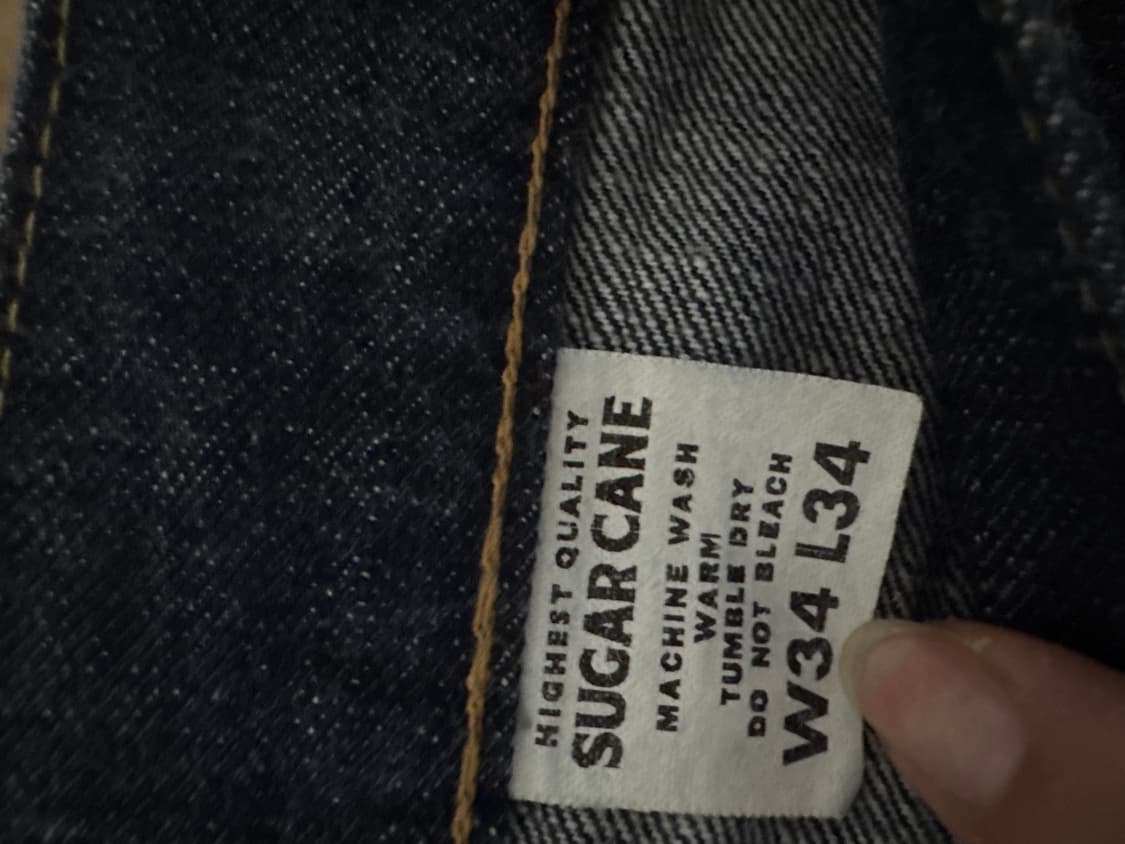 HIGHEST QUALITY
SUGAR CANE
MACHINE WASH
WARM
TUMBLE DRY
DO NOT BLEACH
W34 L34